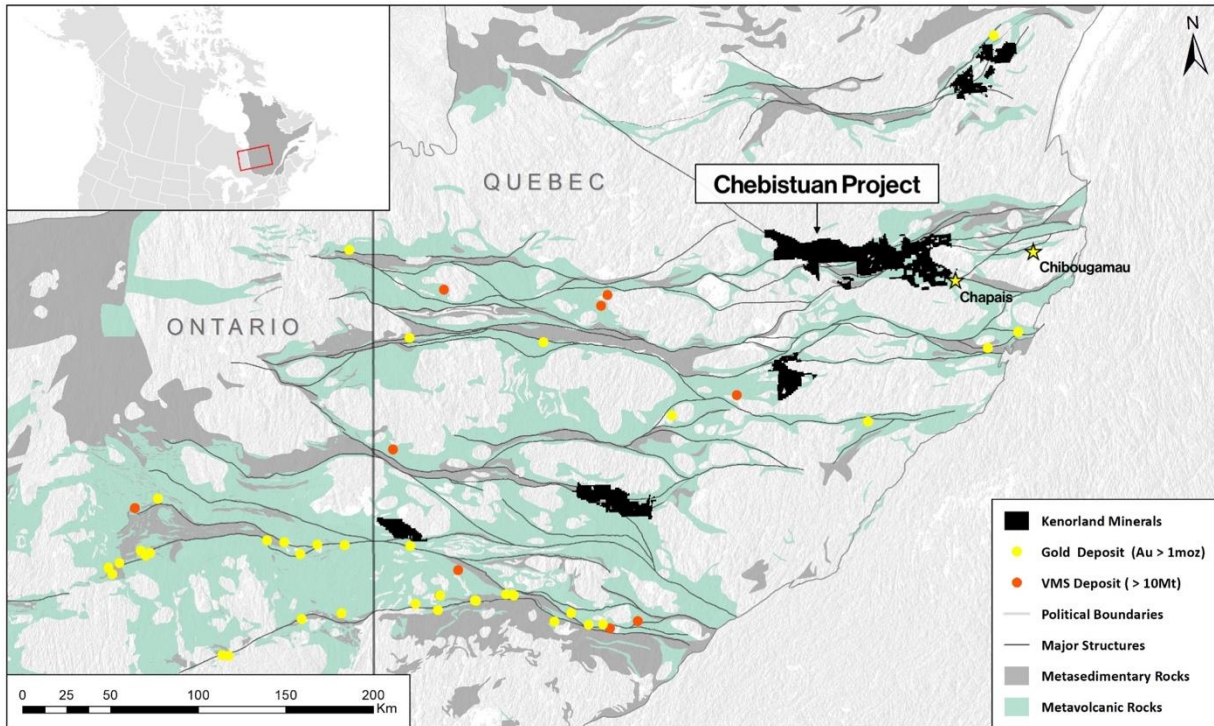 N
QUEBEC
Chebistuan Project
Chibougamau
Chapais
ONTARIO
Kenorland Minerals
Gold Deposit (Au > 1moz)
VMS Deposit ( > 10Mt)
Political Boundaries
Major Structures
Metasedimentary Rocks
Metavolcanic Rocks
0 25 50 100 150 200
Km